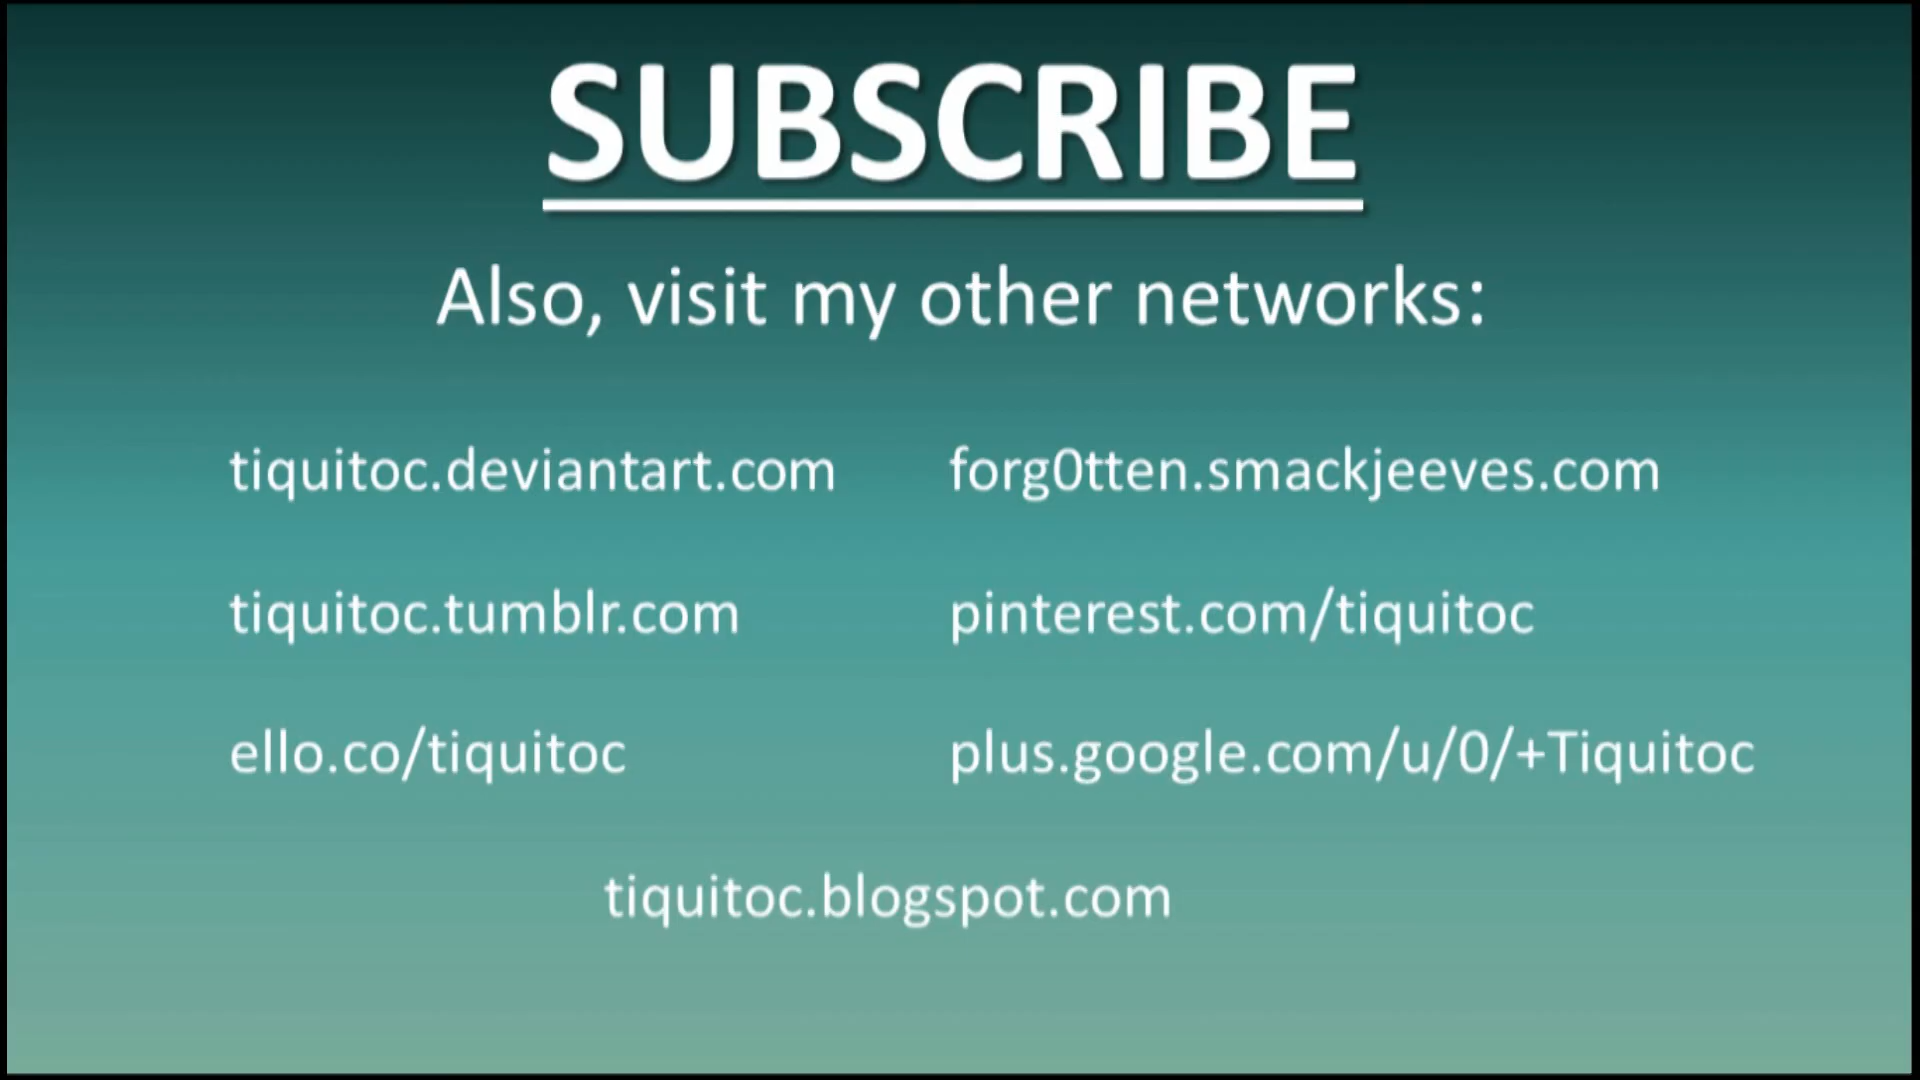 SUBSCRIBE
Also, visit my other networks:
tiquitoc.deviantart.com
forg0tten.smackjeeves.com
tiquitoc.tumblr.com
pinterest.com/tiquitoc
ello.co/tiquitoc
plus.google.com/u/0/+Tiquitoc
tiquitoc.blogspot.com